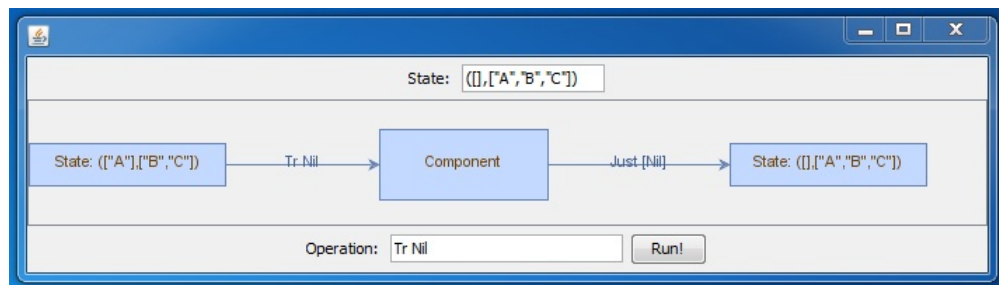 State: ([],["A","B","C"])
State: (["A"],["B","C"]) Tr Nil Component Just [Nil] State: ([],["A","B","C"])
Operation: Tr Nil Run!